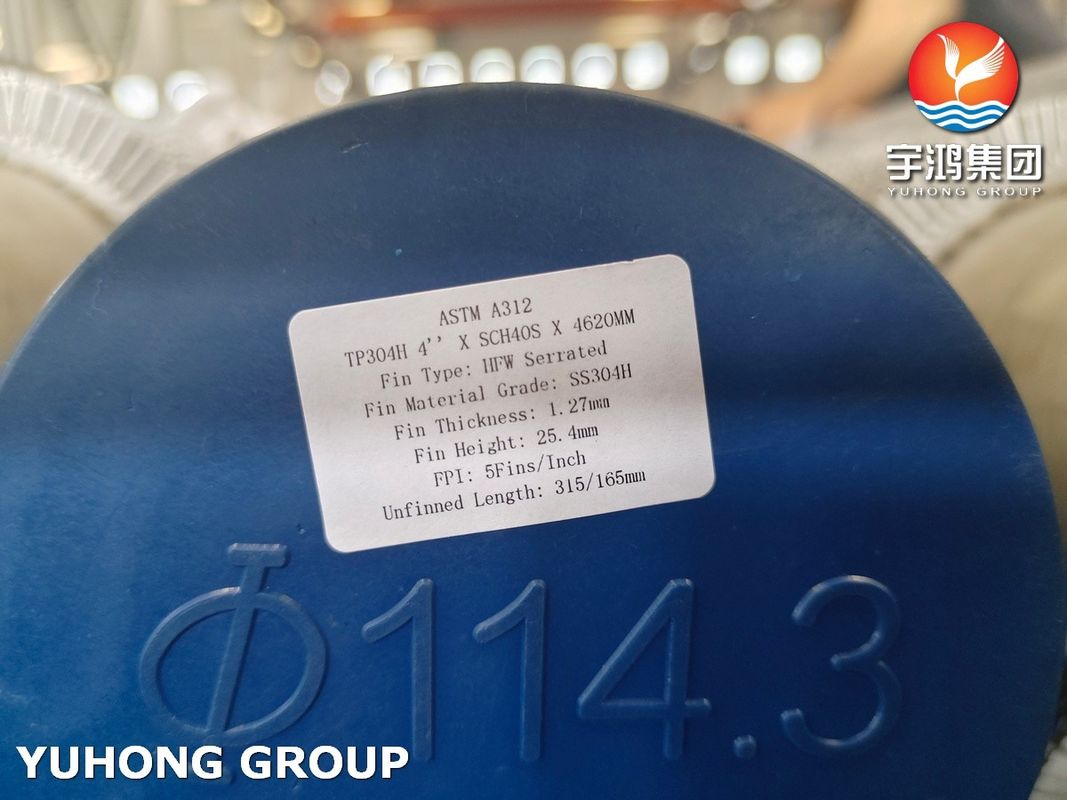 宇鸿集团
YUHONG GROUP
ASTM A312
TP304H 4'' X SCH40S X 4620MM
Fin Type: HFW Serrated
Fin Material Grade: SS304H
Fin Thickness: 1.27mm
Fin Height: 25.4mm
FPI: 5Fins/Inch
Unfinned Length: 315/165mm
Φ114.3
YUHONG GROUP